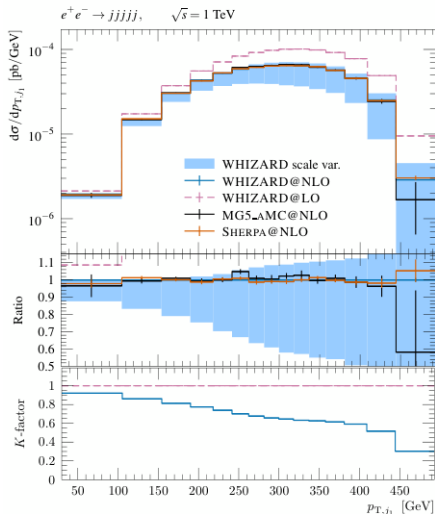 e⁺e⁻ → jjjjj, √s = 1 TeV
dσ/dp_T,j₁ [pb/GeV]
10⁻⁴
10⁻⁵
10⁻⁶
WHIZARD scale var.
WHIZARD@NLO
WHIZARD@LO
MG5_AMC@NLO
SHERPA@NLO
Ratio
1.1
1
0.9
0.8
0.7
0.6
0.5
K-factor
1
0.8
0.6
0.4
0.2
0
50 100 150 200 250 300 350 400 450
p_T,j₁ [GeV]